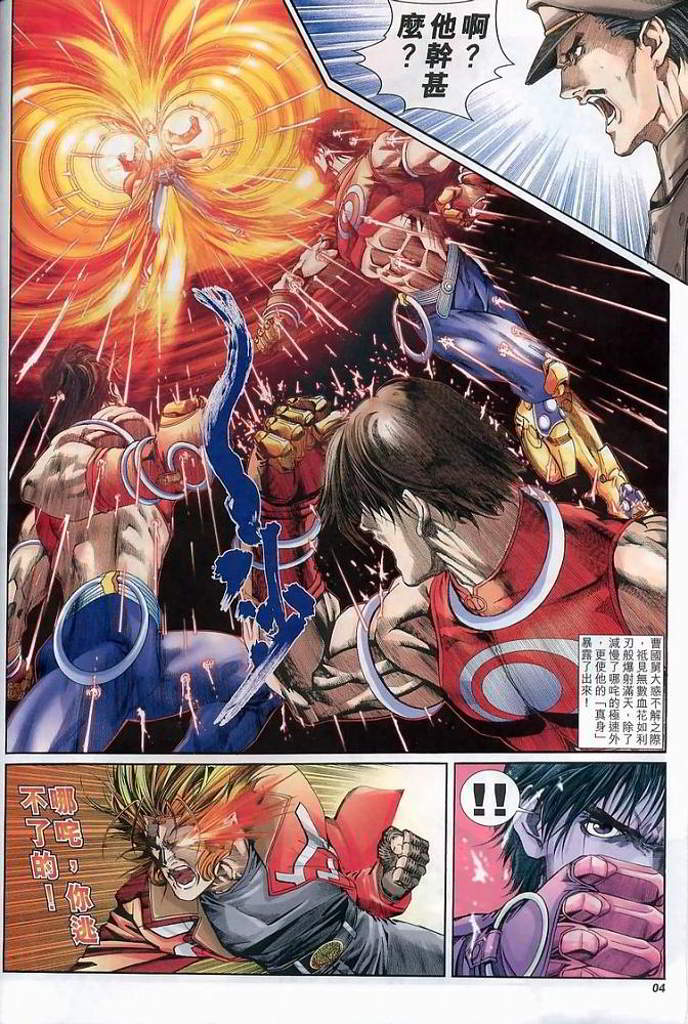 啊？
他幹甚
麼？
曹國舅大惑不解之際
，祇見無數血花如利
刃般爆射滿天，除了
減慢了哪吒的極速外
，更使他的「真身」
暴露了出來！
哪吒，你逃
不了的！
!!
04